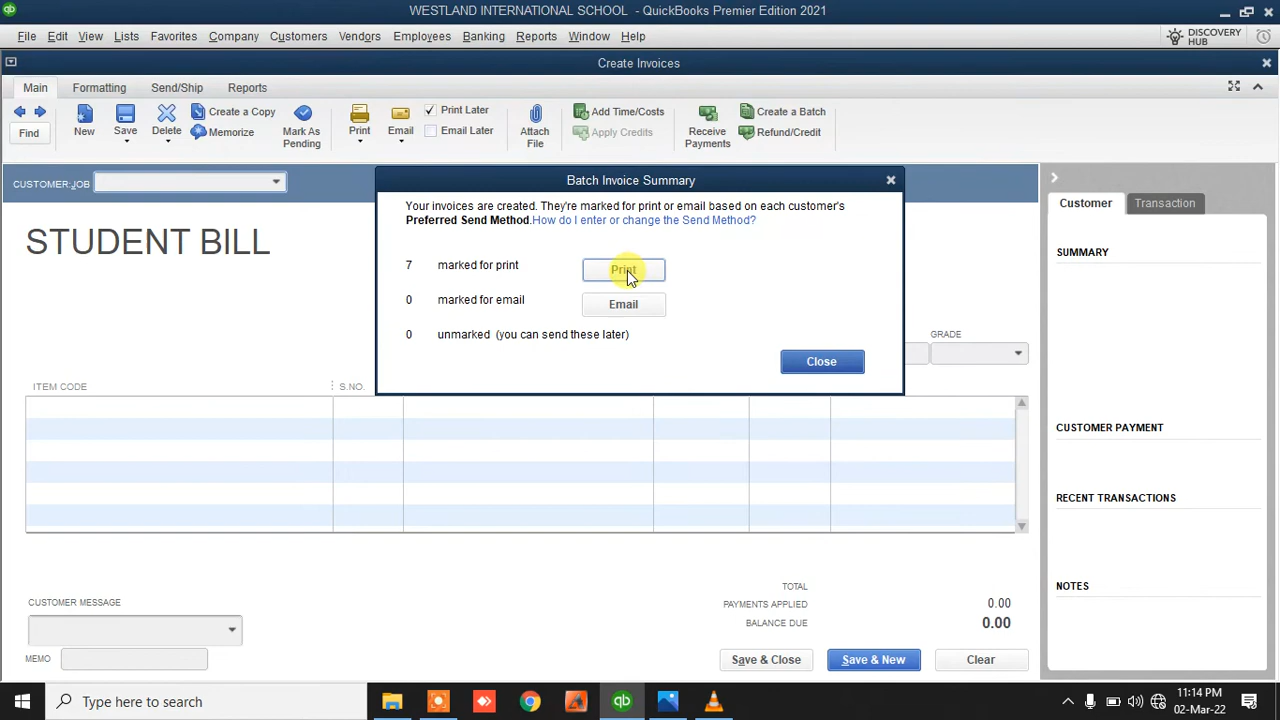 WESTLAND INTERNATIONAL SCHOOL - QuickBooks Premier Edition 2021
File Edit View Lists Favorites Company Customers Vendors Employees Banking Reports Window Help
DISCOVERY
HUB
Create Invoices
Main Formatting Send/Ship Reports
Find
New
Save
Delete
Create a Copy
Memorize
Mark As
Pending
Print
Email
Print Later
Email Later
Attach
File
Add Time/Costs
Apply Credits
Receive
Payments
Create a Batch
Refund/Credit
CUSTOMER:JOB
STUDENT BILL
Batch Invoice Summary
Your invoices are created. They're marked for print or email based on each customer's
Preferred Send Method.How do I enter or change the Send Method?
7 marked for print Print
0 marked for email Email
0 unmarked (you can send these later)
Close
GRADE
ITEM CODE S.NO.
Customer Transaction
SUMMARY
CUSTOMER PAYMENT
RECENT TRANSACTIONS
NOTES
TOTAL
PAYMENTS APPLIED 0.00
BALANCE DUE 0.00
CUSTOMER MESSAGE
MEMO
Save & Close Save & New Clear
Type here to search
11:14 PM
02-Mar-22